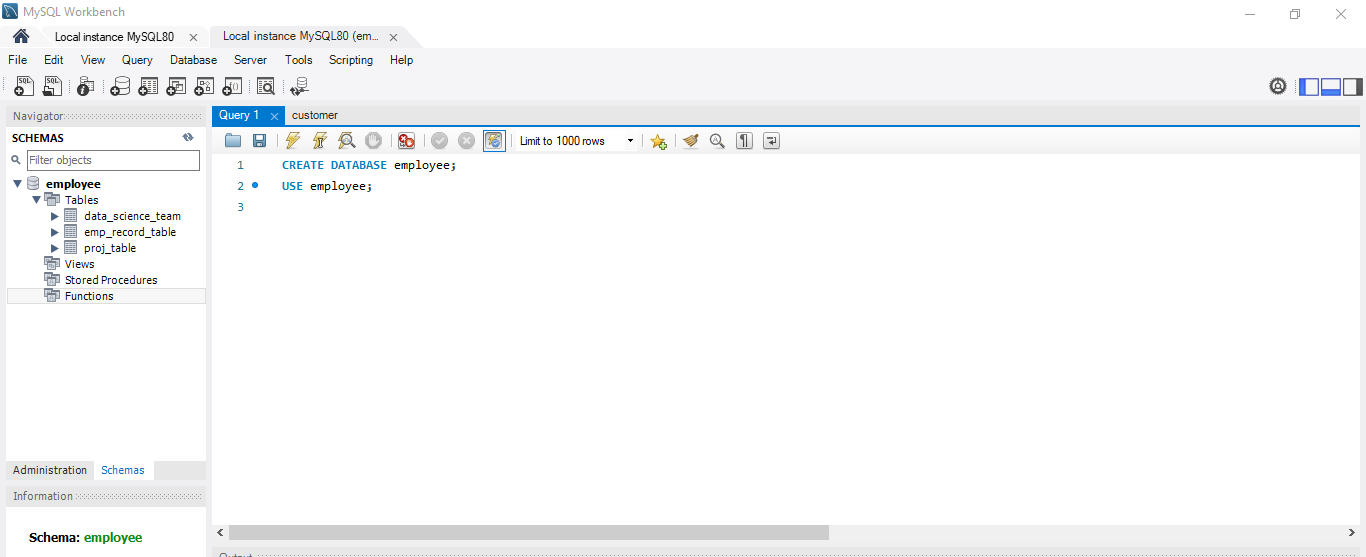 MySQL Workbench
Local instance MySQL80
Local instance MySQL80 (em...
File Edit View Query Database Server Tools Scripting Help
Navigator
SCHEMAS
Filter objects
employee
Tables
data_science_team
emp_record_table
proj_table
Views
Stored Procedures
Functions
Administration Schemas
Information
Schema: employee
Query 1 customer
Limit to 1000 rows
1 CREATE DATABASE employee;
2 USE employee;
3